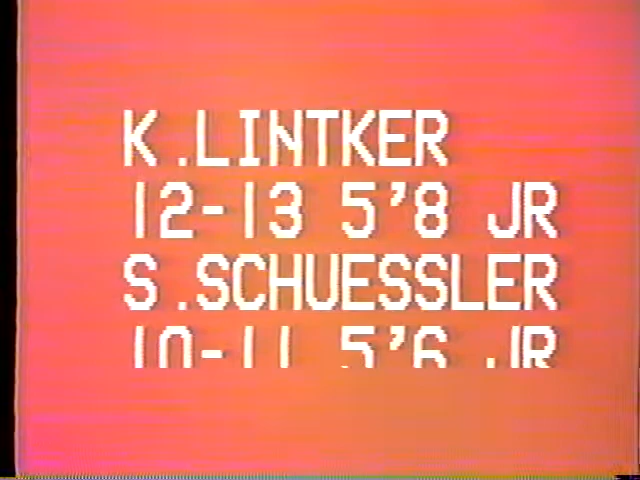 K.LINTKER
12-13 5'8 JR
S.SCHUESSLER
10-11 5'6 JR